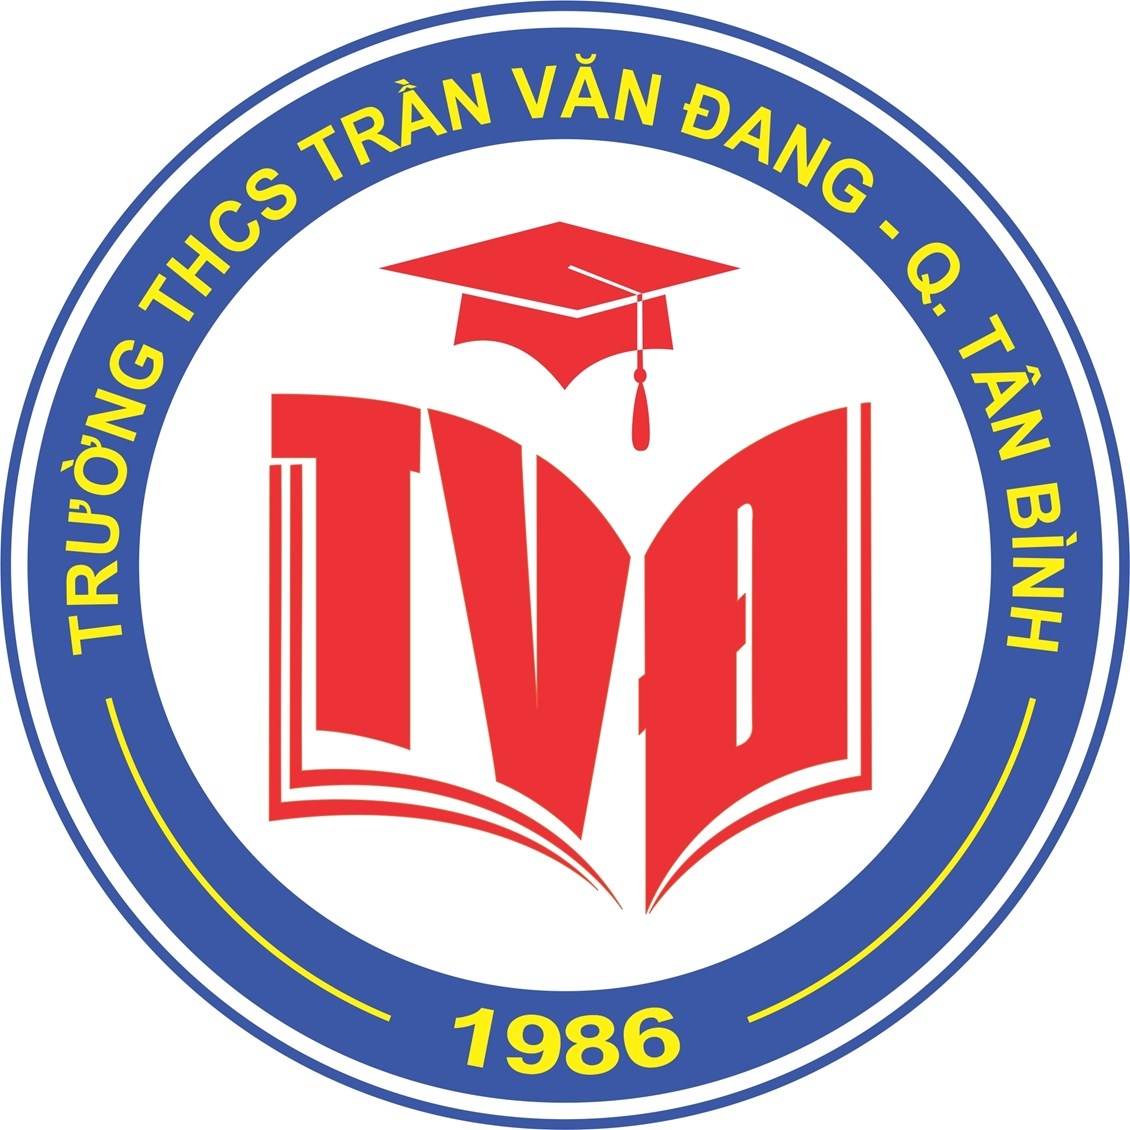 TRƯỜNG THCS TRẦN VĂN ĐANG - Q. TÂN BÌNH
TVĐ
1986